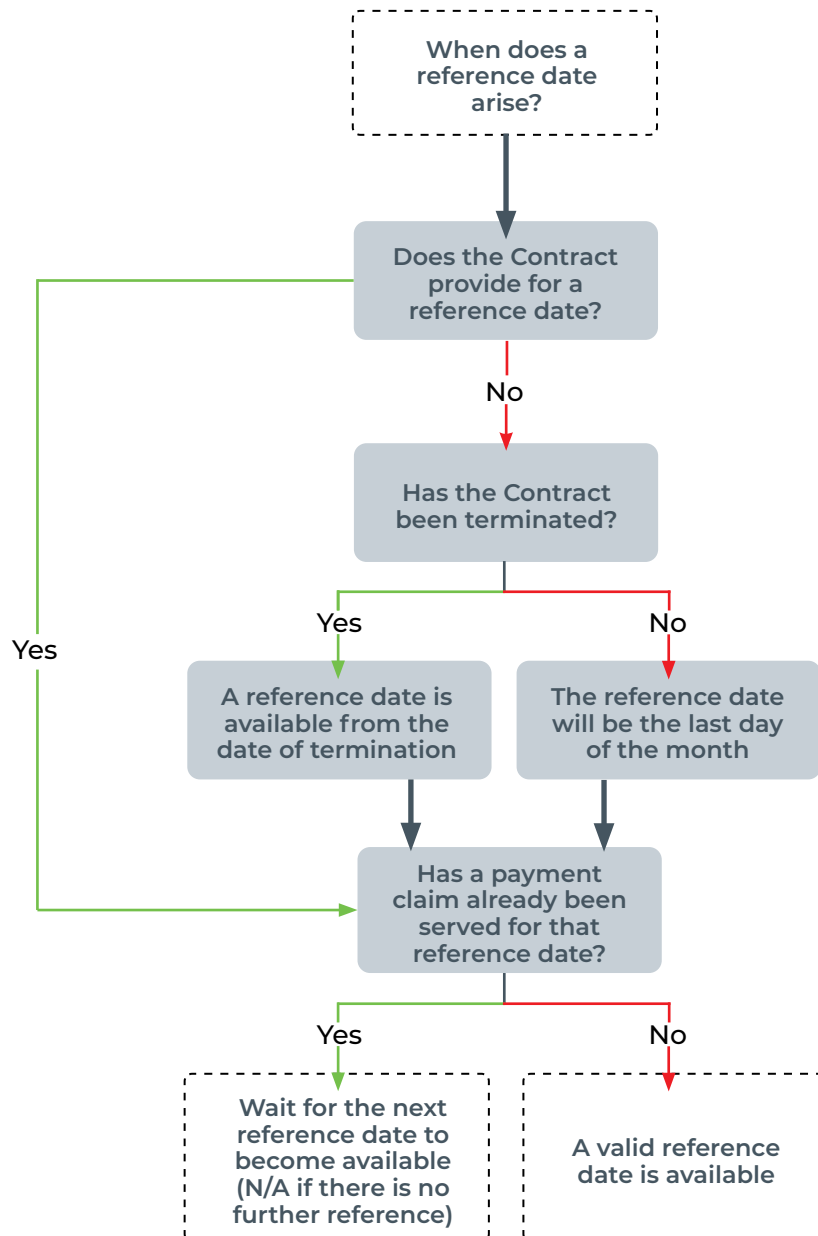 When does a
reference date
arise?
Does the Contract
provide for a
reference date?
No
Has the Contract
been terminated?
Yes
No
Yes
A reference date is
available from the
date of termination
The reference date
will be the last day
of the month
Has a payment
claim already been
served for that
reference date?
Yes
No
Wait for the next
reference date to
become available
(N/A if there is no
further reference)
A valid reference
date is available